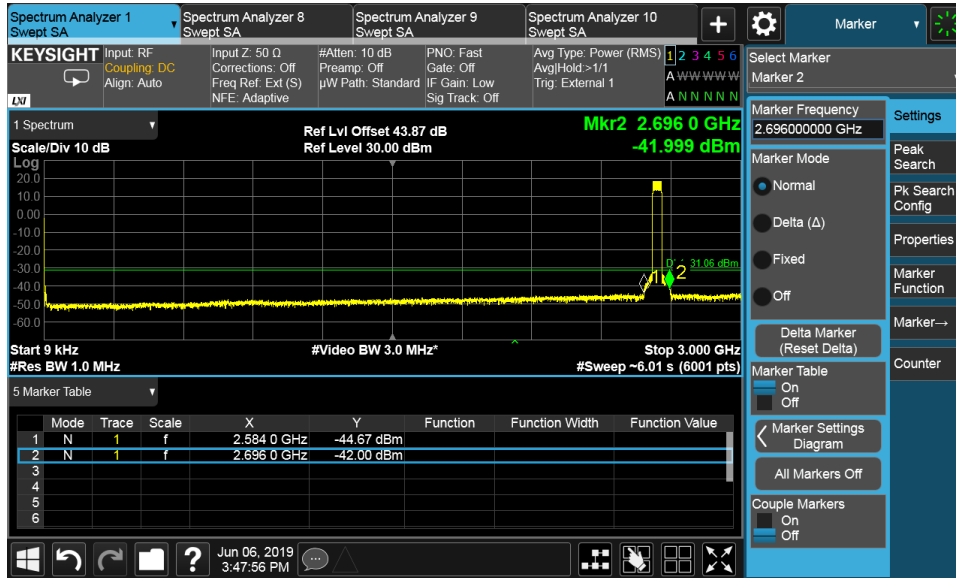 Spectrum Analyzer 1
Swept SA
Spectrum Analyzer 8
Swept SA
Spectrum Analyzer 9
Swept SA
Spectrum Analyzer 10
Swept SA
+
Marker
KEYSIGHT
LXI
Input: RF
Coupling: DC
Align: Auto
Input Z: 50 Ω
Corrections: Off
Freq Ref: Ext (S)
NFE: Adaptive
#Atten: 10 dB
Preamp: Off
µW Path: Standard
PNO: Fast
Gate: Off
IF Gain: Low
Sig Track: Off
Avg Type: Power (RMS)
Avg|Hold:>1/1
Trig: External 1
1 2 3 4 5 6
A W W W W W
A N N N N N
Select Marker
Marker 2
1 Spectrum
Scale/Div 10 dB
Ref Lvl Offset 43.87 dB
Ref Level 30.00 dBm
Mkr2 2.696 0 GHz
-41.999 dBm
Log
20.0
10.0
0.00
-10.0
-20.0
-30.0
-40.0
-50.0
-60.0
31.06 dBm
1
2
Start 9 kHz
#Res BW 1.0 MHz
#Video BW 3.0 MHz*
Stop 3.000 GHz
#Sweep ~6.01 s (6001 pts)
5 Marker Table
Mode Trace Scale X Y Function Function Width Function Value
1 N 1 f 2.584 0 GHz -44.67 dBm
2 N 1 f 2.696 0 GHz -42.00 dBm
3
4
5
6
Marker Frequency
2.696000000 GHz
Marker Mode
Normal
Delta (Δ)
Fixed
Off
Delta Marker
(Reset Delta)
Marker Table
On
Off
Marker Settings
Diagram
All Markers Off
Couple Markers
On
Off
Settings
Peak
Search
Pk Search
Config
Properties
Marker
Function
Marker→
Counter
?
Jun 06, 2019
3:47:56 PM